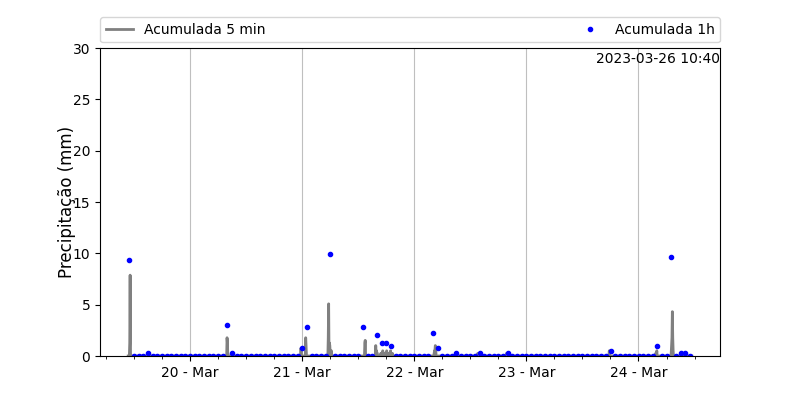 Acumulada 5 min
Acumulada 1h
2023-03-26 10:40
Precipitação (mm)
30
25
20
15
10
5
0
20 - Mar
21 - Mar
22 - Mar
23 - Mar
24 - Mar